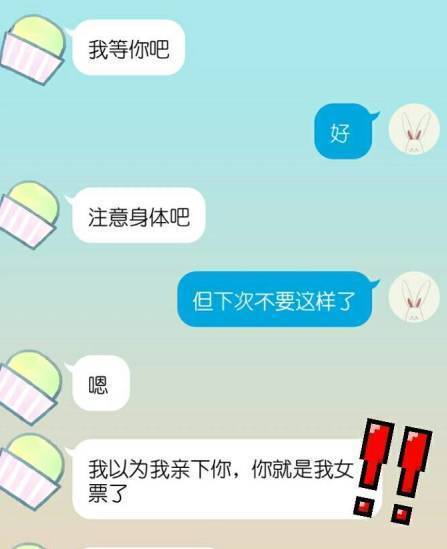 我等你吧
好
注意身体吧
但下次不要这样了
嗯
我以为我亲下你，你就是我女
票了